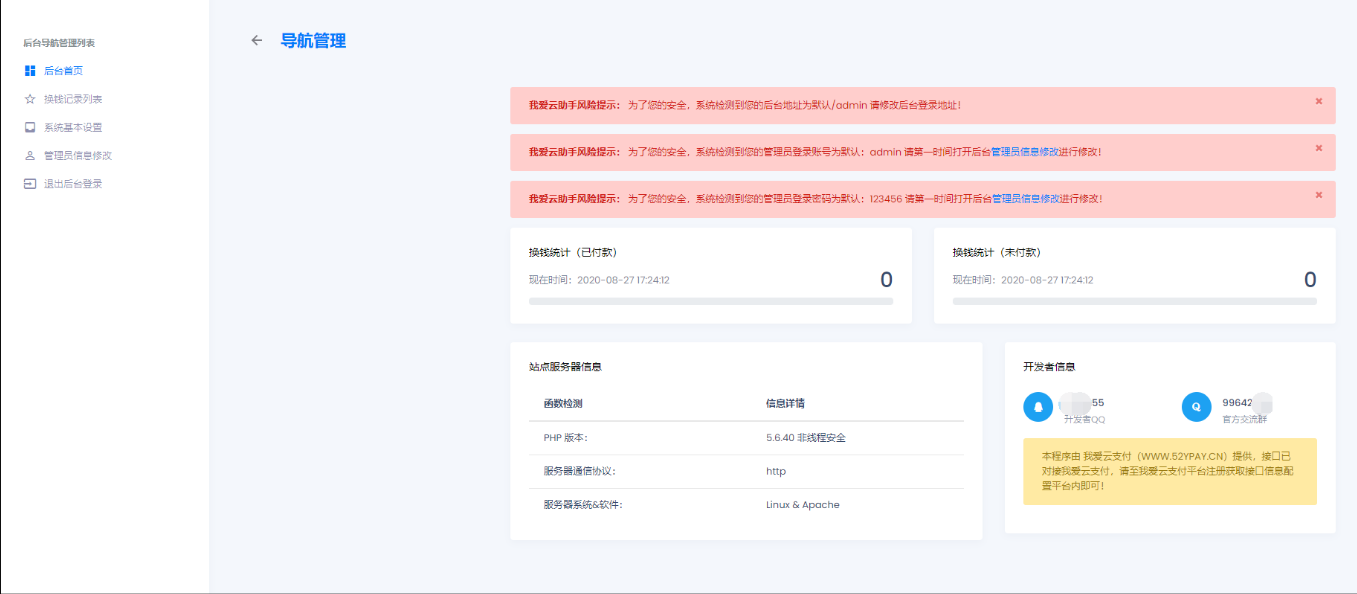 后台导航管理列表
后台首页
换钱记录列表
系统基本设置
管理员信息修改
退出后台登录
导航管理
我爱云助手风险提示: 为了您的安全，系统检测到您的后台地址为默认/admin 请修改后台登录地址!
我爱云助手风险提示: 为了您的安全，系统检测到您的管理员登录账号为默认：admin 请第一时间打开后台管理员信息修改进行修改!
我爱云助手风险提示: 为了您的安全，系统检测到您的管理员登录密码为默认：123456 请第一时间打开后台管理员信息修改进行修改!
换钱统计（已付款）
现在时间：2020-08-27 17:24:12
0
换钱统计（未付款）
现在时间：2020-08-27 17:24:12
0
站点服务器信息
函数检测 信息详情
PHP 版本: 5.6.40 非线程安全
服务器通信协议: http
服务器系统&软件: Linux & Apache
开发者信息
55
开发者QQ
99642
官方交流群
本程序由 我爱云支付（WWW.52YPAY.CN）提供，接口已
对接我爱云支付，请至我爱云支付平台注册获取接口信息配
置平台内即可!